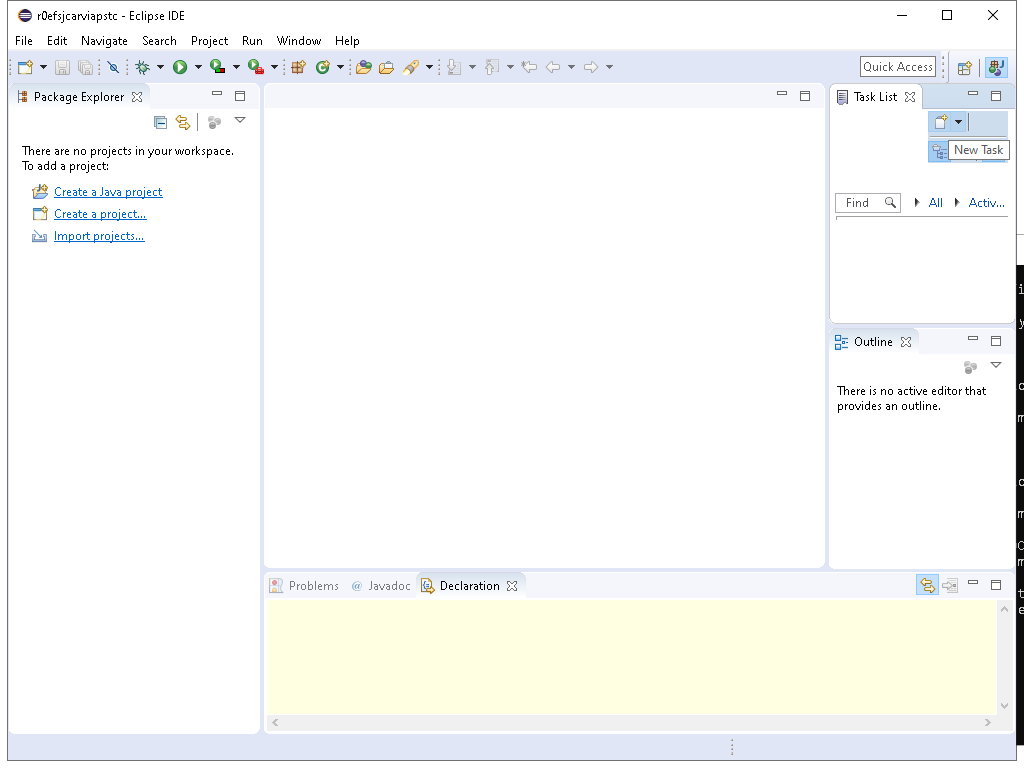 r0efsjcarviapstc - Eclipse IDE
File Edit Navigate Search Project Run Window Help
Quick Access
Package Explorer
There are no projects in your workspace.
To add a project:
Create a Java project
Create a project...
Import projects...
Task List
New Task
Find
All
Activ...
Outline
There is no active editor that
provides an outline.
Problems
@ Javadoc
Declaration